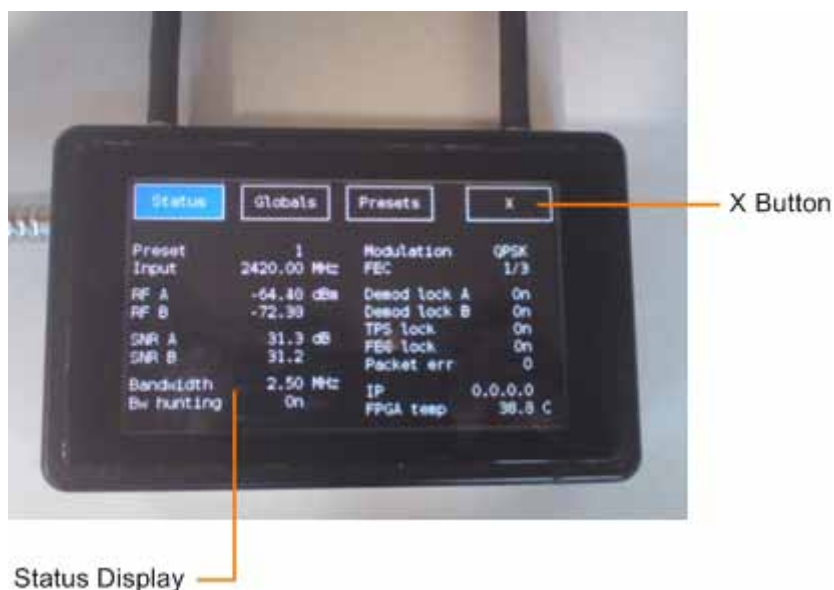 Status Globals Presets X
X Button
Preset 1
Input 2420.00 MHz
RF A -64.40 dBm
RF B -72.30
SNR A 31.3 dB
SNR B 31.2
Bandwidth 2.50 MHz
Bw hunting On
Modulation QPSK
FEC 1/3
Demod lock A On
Demod lock B On
TPS lock On
FEC lock On
Packet err 0
IP 0.0.0.0
FPGA temp 38.8 C
Status Display